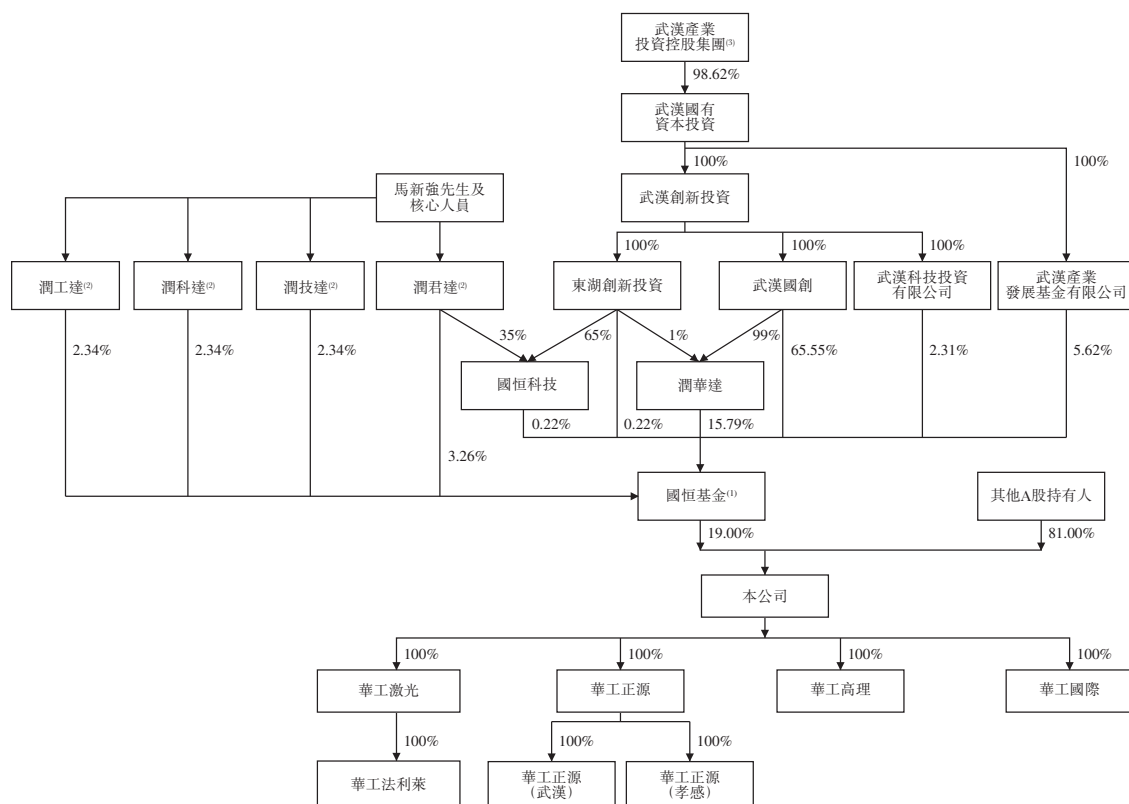 武漢產業
投資控股集團(3)
98.62%
武漢國有
資本投資
100%
100%
武漢創新投資
馬新強先生及
核心人員
100%
100%
100%
潤工達(2)
潤科達(2)
潤技達(2)
潤君達(2)
東湖創新投資
武漢國創
武漢科技投資
有限公司
武漢產業
發展基金有限公司
2.34%
2.34%
2.34%
35%
65%
1%
99%
65.55%
2.31%
5.62%
國恒科技
潤華達
0.22%
0.22%
15.79%
3.26%
國恒基金(1)
其他A股持有人
19.00%
81.00%
本公司
100%
100%
100%
100%
華工激光
華工正源
華工高理
華工國際
100%
100%
100%
華工法利萊
華工正源
(武漢)
華工正源
(孝感)